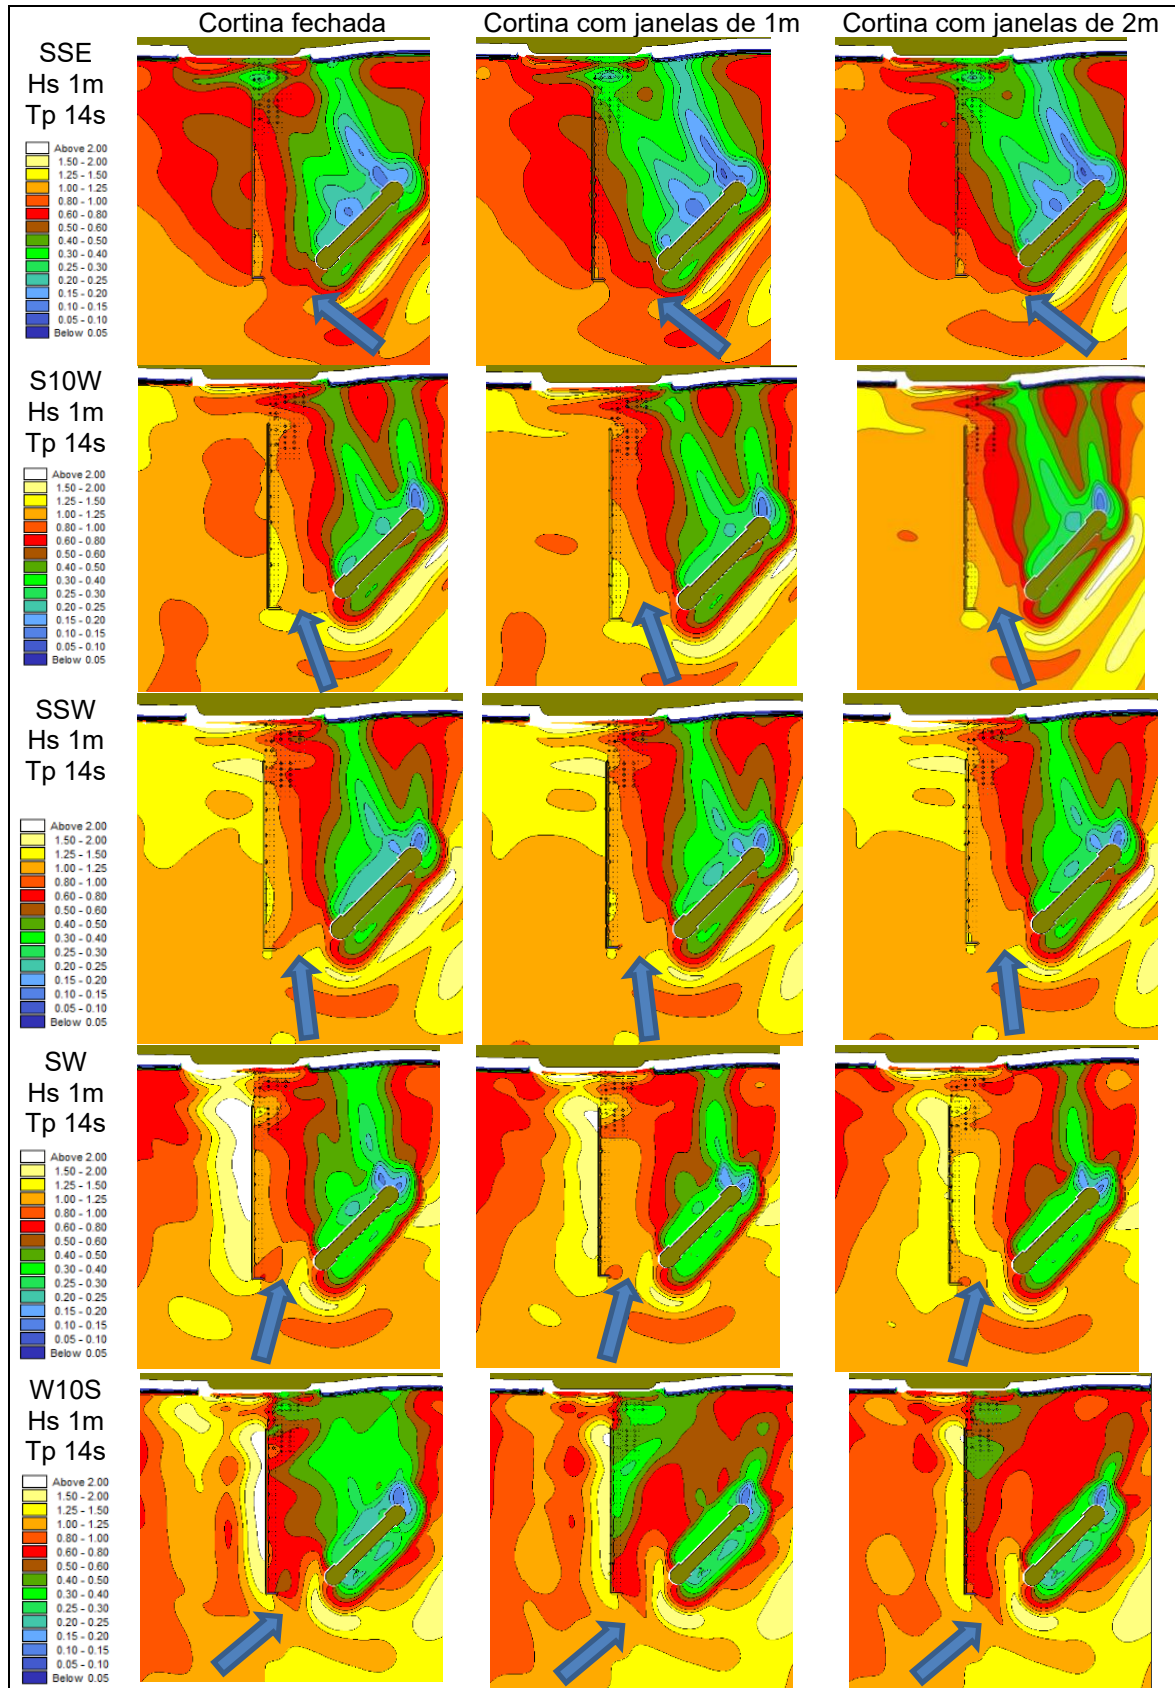 Cortina fechada
Cortina com janelas de 1m
Cortina com janelas de 2m
SSE
Hs 1m
Tp 14s
Above 2.00
1.50 - 2.00
1.25 - 1.50
1.00 - 1.25
0.80 - 1.00
0.60 - 0.80
0.50 - 0.60
0.40 - 0.50
0.30 - 0.40
0.25 - 0.30
0.20 - 0.25
0.15 - 0.20
0.10 - 0.15
0.05 - 0.10
Below 0.05
S10W
Hs 1m
Tp 14s
Above 2.00
1.50 - 2.00
1.25 - 1.50
1.00 - 1.25
0.80 - 1.00
0.60 - 0.80
0.50 - 0.60
0.40 - 0.50
0.30 - 0.40
0.25 - 0.30
0.20 - 0.25
0.15 - 0.20
0.10 - 0.15
0.05 - 0.10
Below 0.05
SSW
Hs 1m
Tp 14s
Above 2.00
1.50 - 2.00
1.25 - 1.50
1.00 - 1.25
0.80 - 1.00
0.60 - 0.80
0.50 - 0.60
0.40 - 0.50
0.30 - 0.40
0.25 - 0.30
0.20 - 0.25
0.15 - 0.20
0.10 - 0.15
0.05 - 0.10
Below 0.05
SW
Hs 1m
Tp 14s
Above 2.00
1.50 - 2.00
1.25 - 1.50
1.00 - 1.25
0.80 - 1.00
0.60 - 0.80
0.50 - 0.60
0.40 - 0.50
0.30 - 0.40
0.25 - 0.30
0.20 - 0.25
0.15 - 0.20
0.10 - 0.15
0.05 - 0.10
Below 0.05
W10S
Hs 1m
Tp 14s
Above 2.00
1.50 - 2.00
1.25 - 1.50
1.00 - 1.25
0.80 - 1.00
0.60 - 0.80
0.50 - 0.60
0.40 - 0.50
0.30 - 0.40
0.25 - 0.30
0.20 - 0.25
0.15 - 0.20
0.10 - 0.15
0.05 - 0.10
Below 0.05